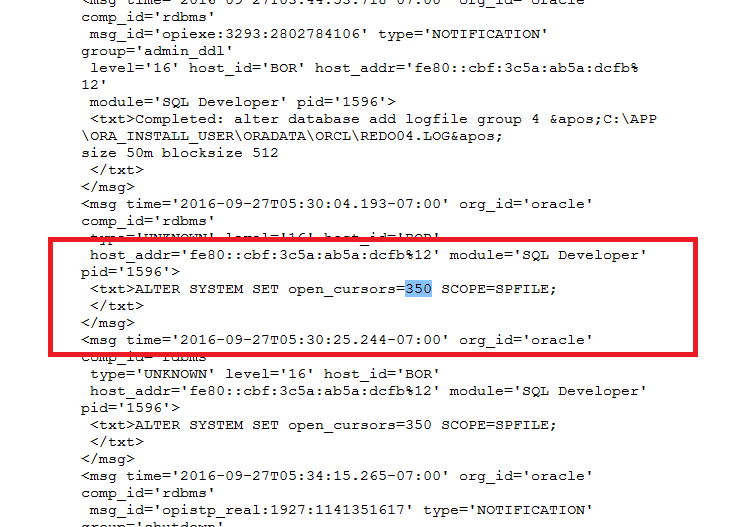 <msg time='2016-09-27T03:44:53.718-07:00' org_id='oracle'
comp_id='rdbms'
msg_id='opiexe:3293:2802784106' type='NOTIFICATION'
group='admin_ddl'
level='16' host_id='BOR' host_addr='fe80::cbf:3c5a:ab5a:dcfb%
12'
module='SQL Developer' pid='1596'>
<txt>Completed: alter database add logfile group 4 &apos;C:\APP
\ORA_INSTALL_USER\ORADATA\ORCL\REDO04.LOG&apos;
size 50m blocksize 512
</txt>
</msg>
<msg time='2016-09-27T05:30:04.193-07:00' org_id='oracle'
comp_id='rdbms'
type='UNKNOWN' level='16' host_id='BOR'
host_addr='fe80::cbf:3c5a:ab5a:dcfb%12' module='SQL Developer'
pid='1596'>
<txt>ALTER SYSTEM SET open_cursors=350 SCOPE=SPFILE;
</txt>
</msg>
<msg time='2016-09-27T05:30:25.244-07:00' org_id='oracle'
comp_id='rdbms'
type='UNKNOWN' level='16' host_id='BOR'
host_addr='fe80::cbf:3c5a:ab5a:dcfb%12' module='SQL Developer'
pid='1596'>
<txt>ALTER SYSTEM SET open_cursors=350 SCOPE=SPFILE;
</txt>
</msg>
<msg time='2016-09-27T05:34:15.265-07:00' org_id='oracle'
comp_id='rdbms'
msg_id='opistp_real:1927:1141351617' type='NOTIFICATION'
group='shutdown'